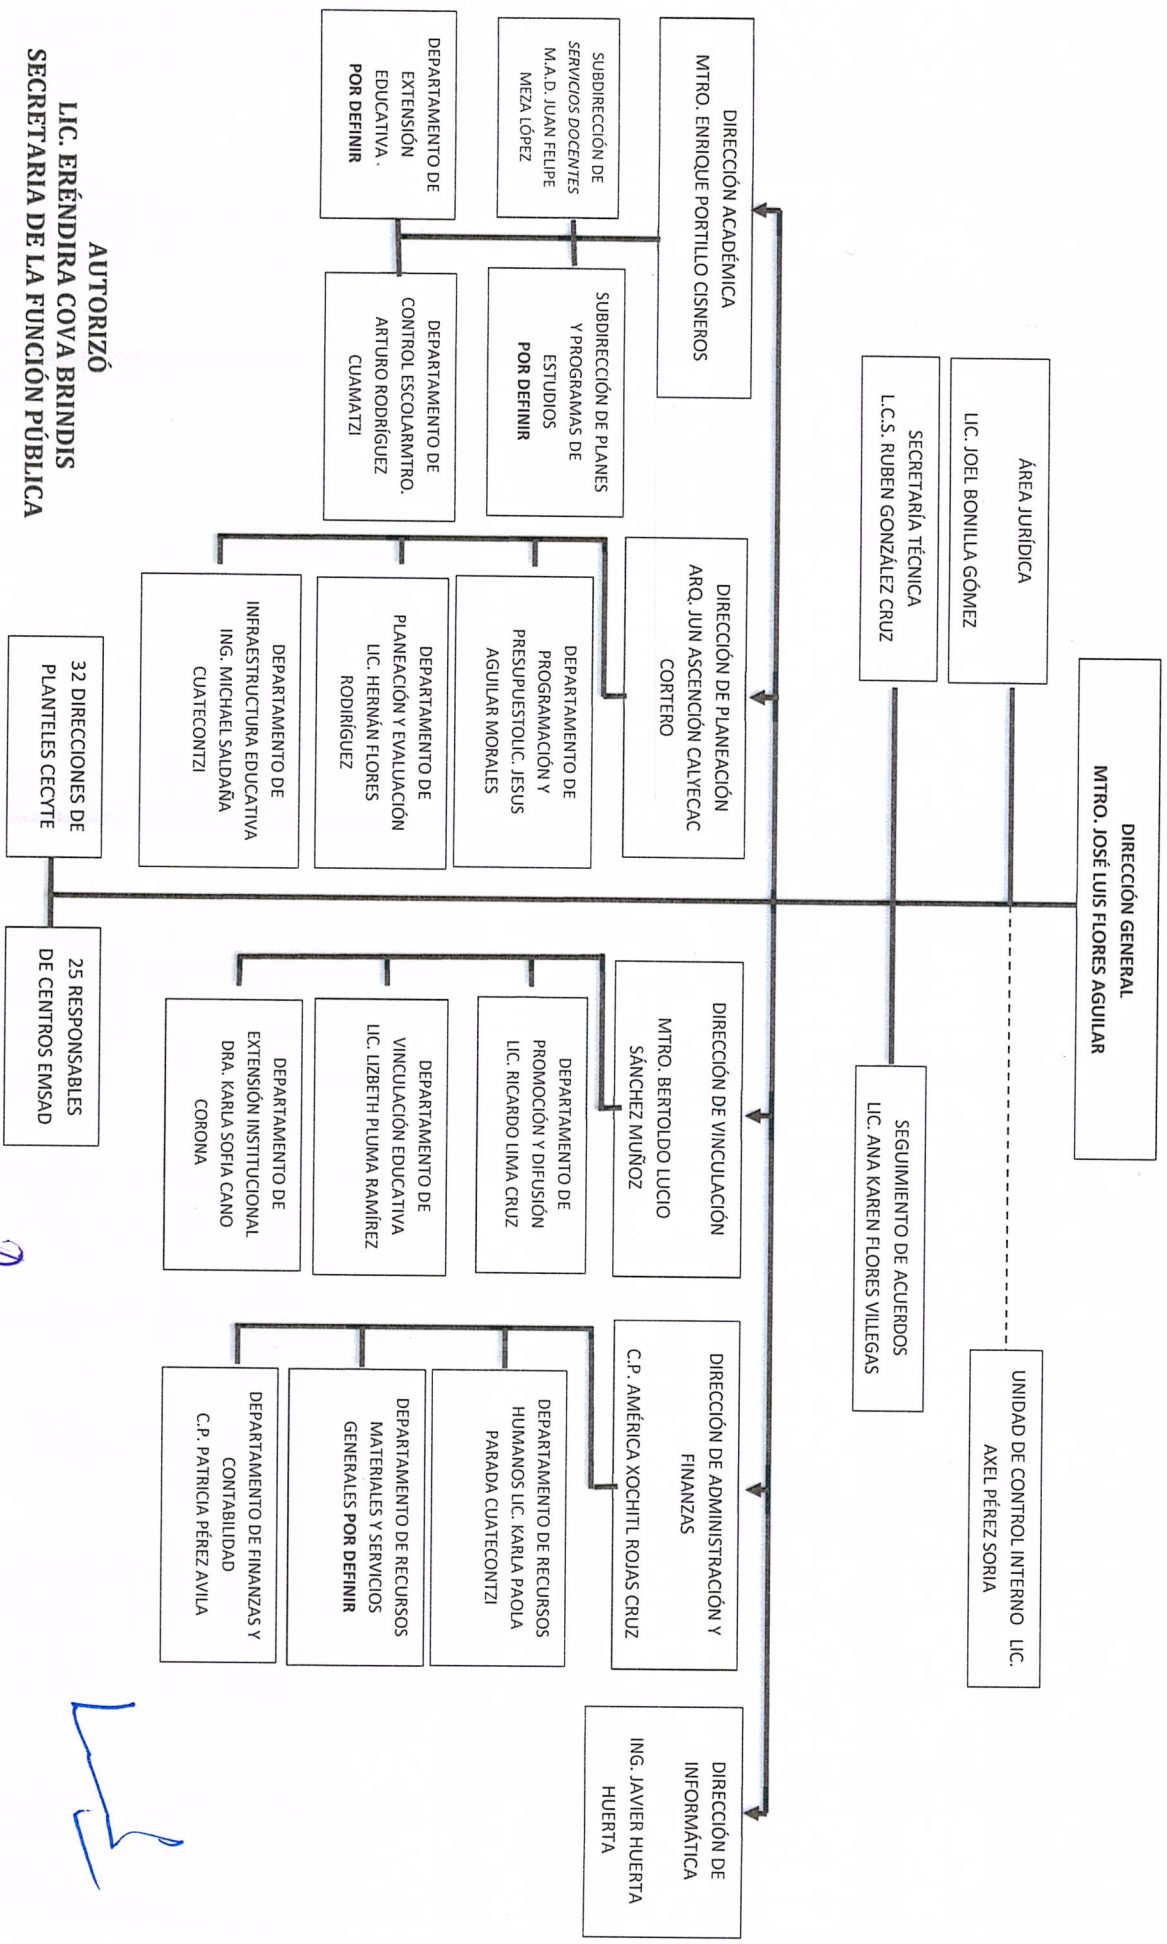 DIRECCIÓN GENERAL
MTRO. JOSÉ LUIS FLORES AGUILAR
ÁREA JURÍDICA
LIC. JOEL BONILLA GÓMEZ
UNIDAD DE CONTROL INTERNO LIC.
AXEL PÉREZ SORIA
SECRETARÍA TÉCNICA
L.C.S. RUBEN GONZÁLEZ CRUZ
SEGUIMIENTO DE ACUERDOS
LIC. ANA KAREN FLORES VILLEGAS
DIRECCIÓN ACADÉMICA
MTRO. ENRIQUE PORTILLO CISNEROS
SUBDIRECCIÓN DE
SERVICIOS DOCENTES
M.A.D. JUAN FELIPE
MEZA LÓPEZ
SUBDIRECCIÓN DE PLANES
Y PROGRAMAS DE
ESTUDIOS
POR DEFINIR
DEPARTAMENTO DE
EXTENSIÓN
EDUCATIVA .
POR DEFINIR
DEPARTAMENTO DE
CONTROL ESCOLARMTRO.
ARTURO RODRÍGUEZ
CUAMATZI
DIRECCIÓN DE PLANEACIÓN
ARQ. JUN ASCENCIÓN CALYECAC
CORTERO
DEPARTAMENTO DE
PROGRAMACIÓN Y
PRESUPUESTOLIC. JESUS
AGUILAR MORALES
DEPARTAMENTO DE
PLANEACIÓN Y EVALUACIÓN
LIC. HERNÁN FLORES
RODIRÍGUEZ
DEPARTAMENTO DE
INFRAESTRUCTURA EDUCATIVA
ING. MICHAEL SALDAÑA
CUATECONTZI
DIRECCIÓN DE VINCULACIÓN
MTRO. BERTOLDO LUCIO
SÁNCHEZ MUÑOZ
DEPARTAMENTO DE
PROMOCIÓN Y DIFUSIÓN
LIC. RICARDO LIMA CRUZ
DEPARTAMENTO DE
VINCULACIÓN EDUCATIVA
LIC. LIZBETH PLUMA RAMÍREZ
DEPARTAMENTO DE
EXTENSIÓN INSTITUCIONAL
DRA. KARLA SOFIA CANO
CORONA
DIRECCIÓN DE ADMINISTRACIÓN Y
FINANZAS
C.P. AMÉRICA XOCHITL ROJAS CRUZ
DEPARTAMENTO DE RECURSOS
HUMANOS LIC. KARLA PAOLA
PARADA CUATECONTZI
DEPARTAMENTO DE RECURSOS
MATERIALES Y SERVICIOS
GENERALES POR DEFINIR
DEPARTAMENTO DE FINANZAS Y
CONTABILIDAD
C.P. PATRICIA PÉREZ AVILA
DIRECCIÓN DE
INFORMÁTICA
ING. JAVIER HUERTA
HUERTA
32 DIRECCIONES DE
PLANTELES CECYTE
25 RESPONSABLES
DE CENTROS EMSAD
AUTORIZÓ
LIC. ERÉNDIRA COVA BRINDIS
SECRETARIA DE LA FUNCIÓN PÚBLICA